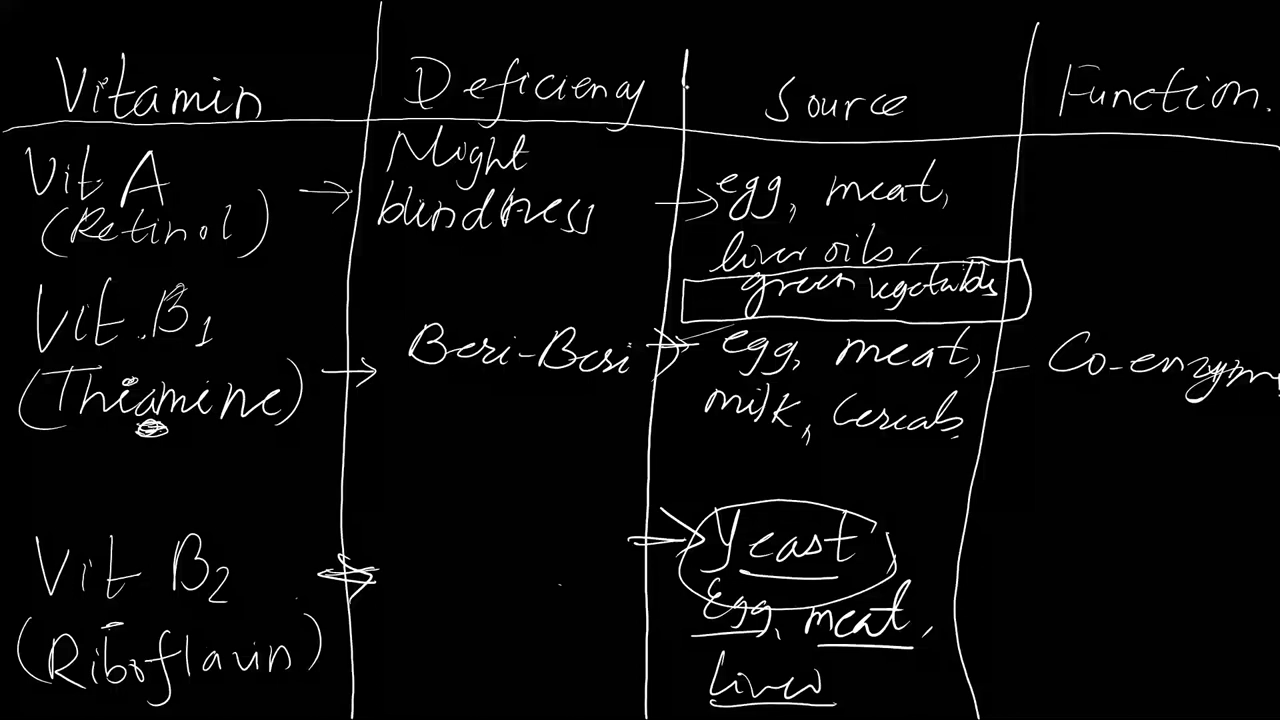 Vitamin Deficiency Source Function.
Vit. A Night
(Retinol) → blindness → egg, meat,
liver oils,
green vegetables
Vit. B1 Beri-Beri → egg, meat, - Co-enzyme
(Thiamine) → milk, Cereals.
Vit B2 → → Yeast,
(Riboflavin) egg, meat,
liver